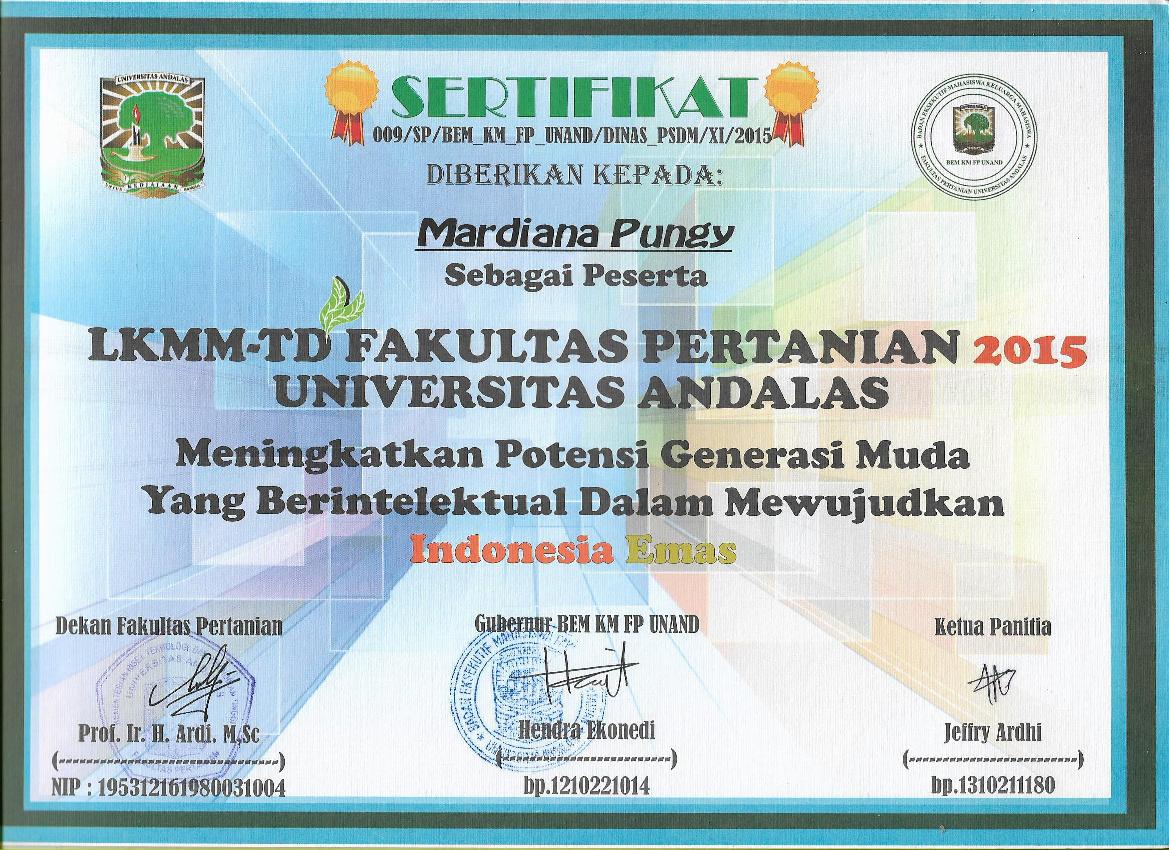 UNIVERSITAS ANDALAS
SERTIFIKAT
009/SP/BEM_KM_FP_UNAND/DINAS_PSDM/XI/2015
BADAN EKSEKUTIF MAHASISWA KELUARGA MAHASISWA
BEM KM FP UNAND
FAKULTAS PERTANIAN UNIVERSITAS ANDALAS
DIBERIKAN KEPADA:
Mardiana Pungy
Sebagai Peserta
LKMM-TD FAKULTAS PERTANIAN 2015
UNIVERSITAS ANDALAS
Meningkatkan Potensi Generasi Muda
Yang Berintelektual Dalam Mewujudkan
Indonesia Emas
Dekan Fakultas Pertanian
Prof. Ir. H. Ardi. M,Sc
(-------------------------------)
NIP : 195312161980031004
Gubernur BEM KM FP UNAND
Hendra Ekonedi
(------------------------)
bp.1210221014
Ketua Panitia
Jeffry Ardhi
(------------------------)
bp.1310211180